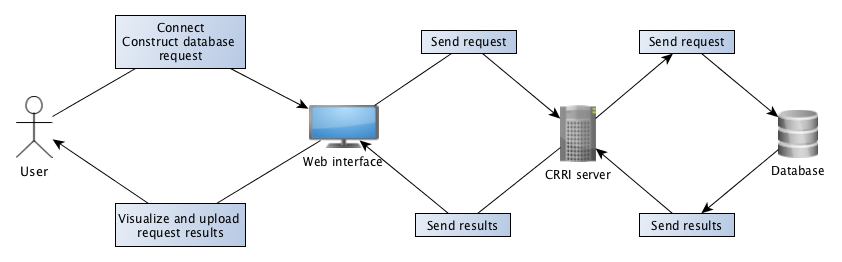 Connect
Construct database
request
Send request
Send request
User
Web interface
CRRI server
Database
Visualize and upload
request results
Send results
Send results